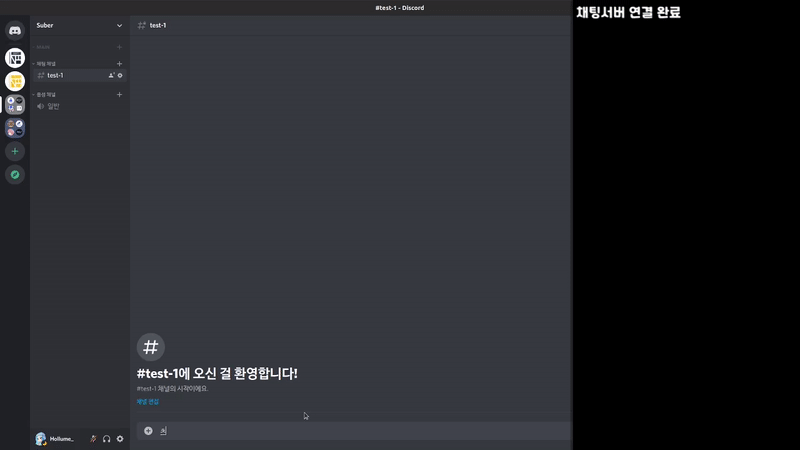 #test-1 - Discord
채팅서버 연결 완료
Suber
# test-1
채팅 채널
test-1
음성 채널
일반
#test-1에 오신 걸 환영합니다!
#test-1 채널의 시작이에요.
채널 편집
Hollume_